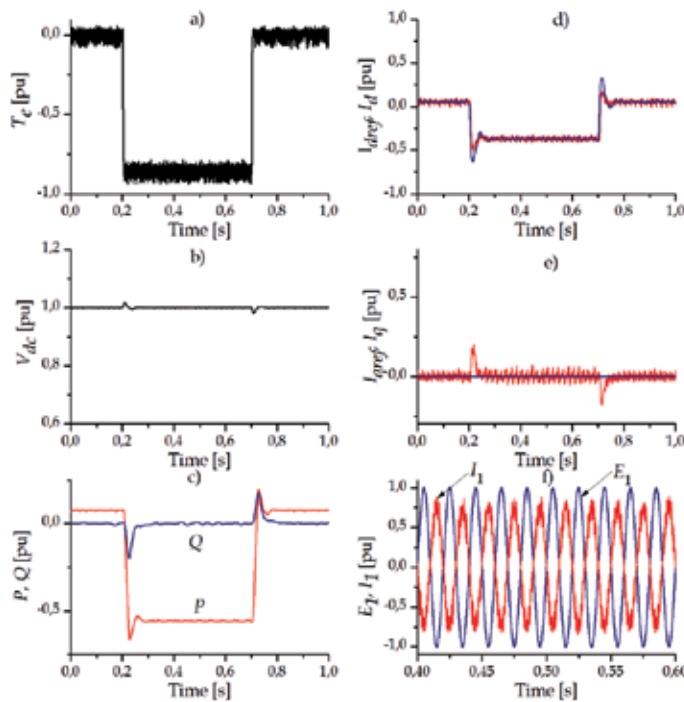 a)
T_e [pu]
0,0
-0,5
-1,0
0,0 0,2 0,4 0,6 0,8 1,0
Time [s]
d)
I_dref, I_d [pu]
1,0
0,5
0,0
-0,5
-1,0
0,0 0,2 0,4 0,6 0,8 1,0
Time [s]
b)
V_dc [pu]
1,2
1,0
0,8
0,6
0,0 0,2 0,4 0,6 0,8 1,0
Time [s]
e)
I_qref, I_q [pu]
0,5
0,0
0,0 0,2 0,4 0,6 0,8 1,0
Time [s]
c)
P, Q [pu]
0,0
-0,5
Q
P
0,0 0,2 0,4 0,6 0,8 1,0
Time [s]
f)
I_1
E_1
E_1, I_1 [pu]
1,0
0,5
0,0
-0,5
-1,0
0,40 0,45 0,50 0,55 0,60
Time [s]